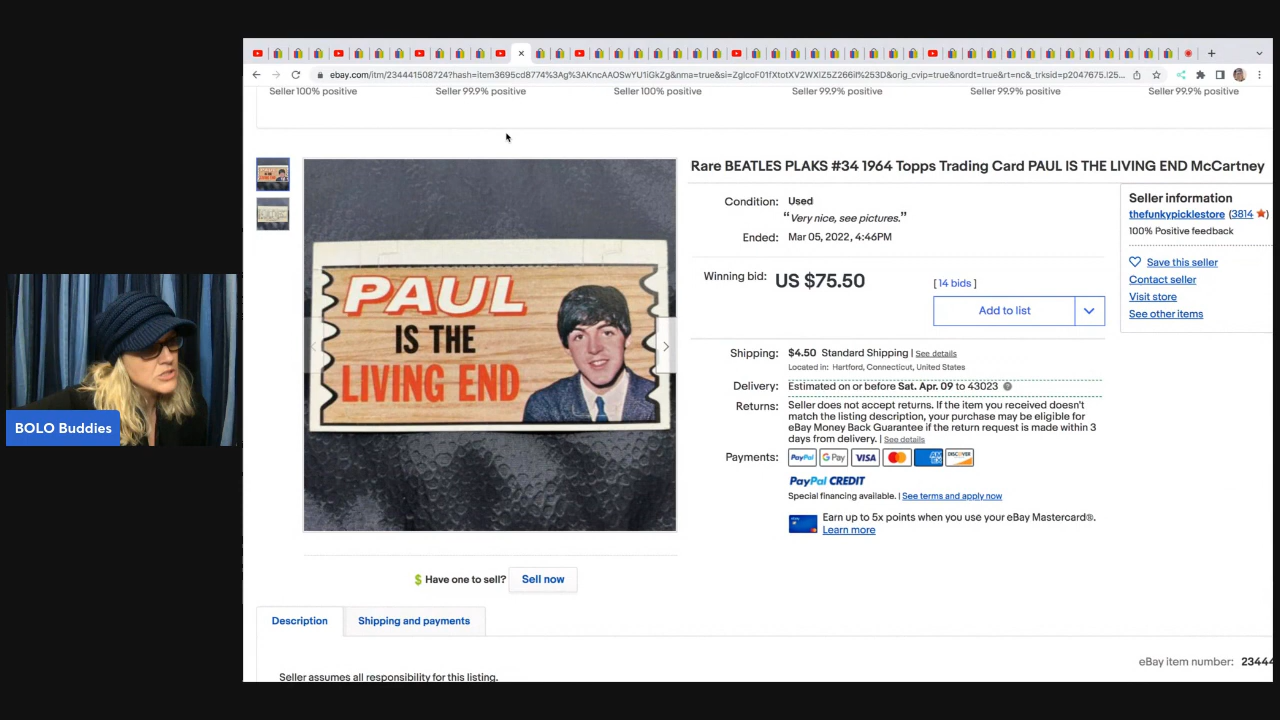 ebay.com/itm/234441508724?hash=item3695cd8774%3Ag%3AKncAAOSwYU1iGkZg&nma=true&si=ZglcoF01fXtotXV2WXIZ5Z266iI%253D&orig_cvip=true&nordt=true&rt=nc&_trksid=p2047675.l25...
Seller 100% positive
Seller 99.9% positive
Seller 100% positive
Seller 99.9% positive
Seller 99.9% positive
Seller 99.9% positive
Rare BEATLES PLAKS #34 1964 Topps Trading Card PAUL IS THE LIVING END McCartney
PAUL
IS THE
LIVING END
Condition: Used
“Very nice, see pictures.”
Ended: Mar 05, 2022, 4:46PM
Winning bid: US $75.50
[ 14 bids ]
Add to list
Shipping: $4.50 Standard Shipping | See details
Located in: Hartford, Connecticut, United States
Delivery: Estimated on or before Sat. Apr. 09 to 43023
Returns: Seller does not accept returns. If the item you received doesn't
match the listing description, your purchase may be eligible for
eBay Money Back Guarantee if the return request is made within 3
days from delivery. | See details
Payments: PayPal G Pay VISA AM EX DISCOVER
PayPal CREDIT
Special financing available. | See terms and apply now
Earn up to 5x points when you use your eBay Mastercard®.
Learn more
Seller information
thefunkypicklestore (3814 )
100% Positive feedback
Save this seller
Contact seller
Visit store
See other items
BOLO Buddies
Have one to sell? Sell now
Description
Shipping and payments
eBay item number: 23444
Seller assumes all responsibility for this listing.